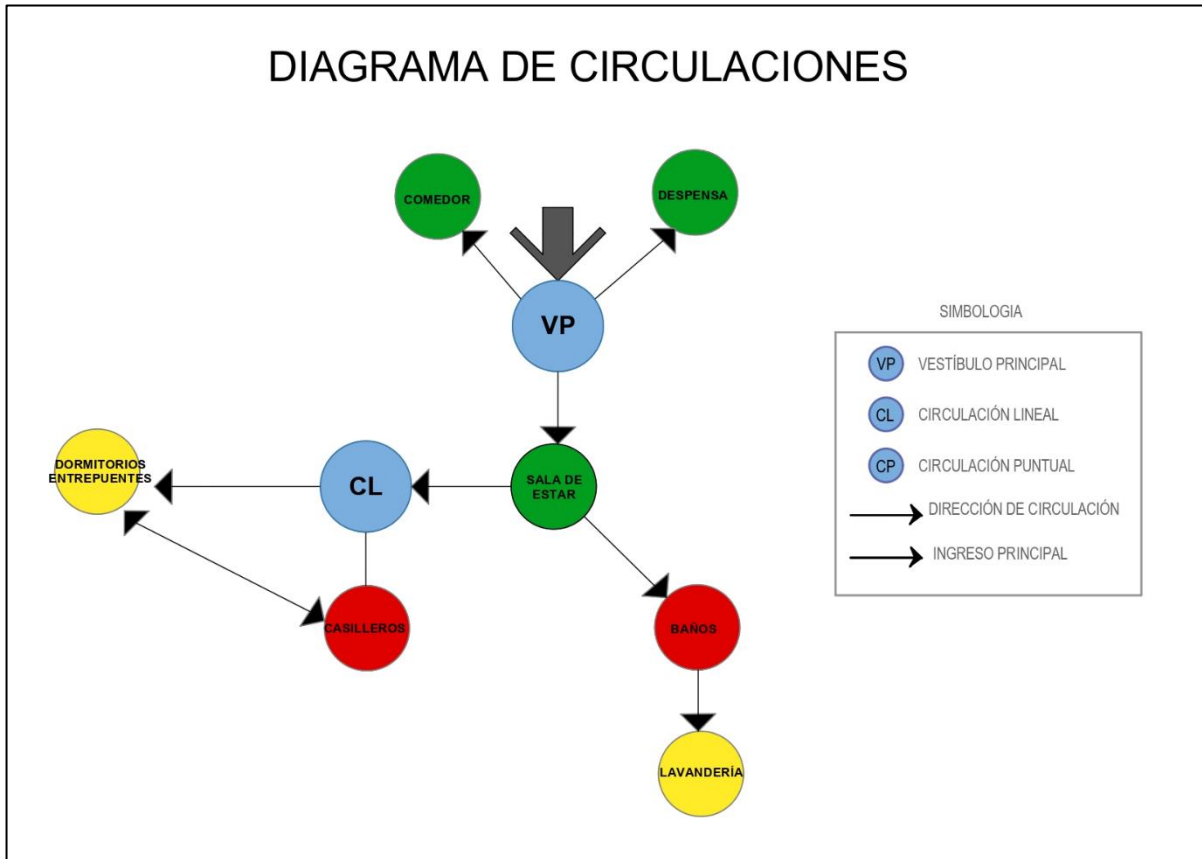 DIAGRAMA DE CIRCULACIONES
COMEDOR
DESPENSA
VP
SIMBOLOGIA
VP VESTÍBULO PRINCIPAL
CL CIRCULACIÓN LINEAL
CP CIRCULACIÓN PUNTUAL
DIRECCIÓN DE CIRCULACIÓN
INGRESO PRINCIPAL
DORMITORIOS
ENTREPUENTES
CL
SALA DE
ESTAR
CASILLEROS
BAÑOS
LAVANDERÍA